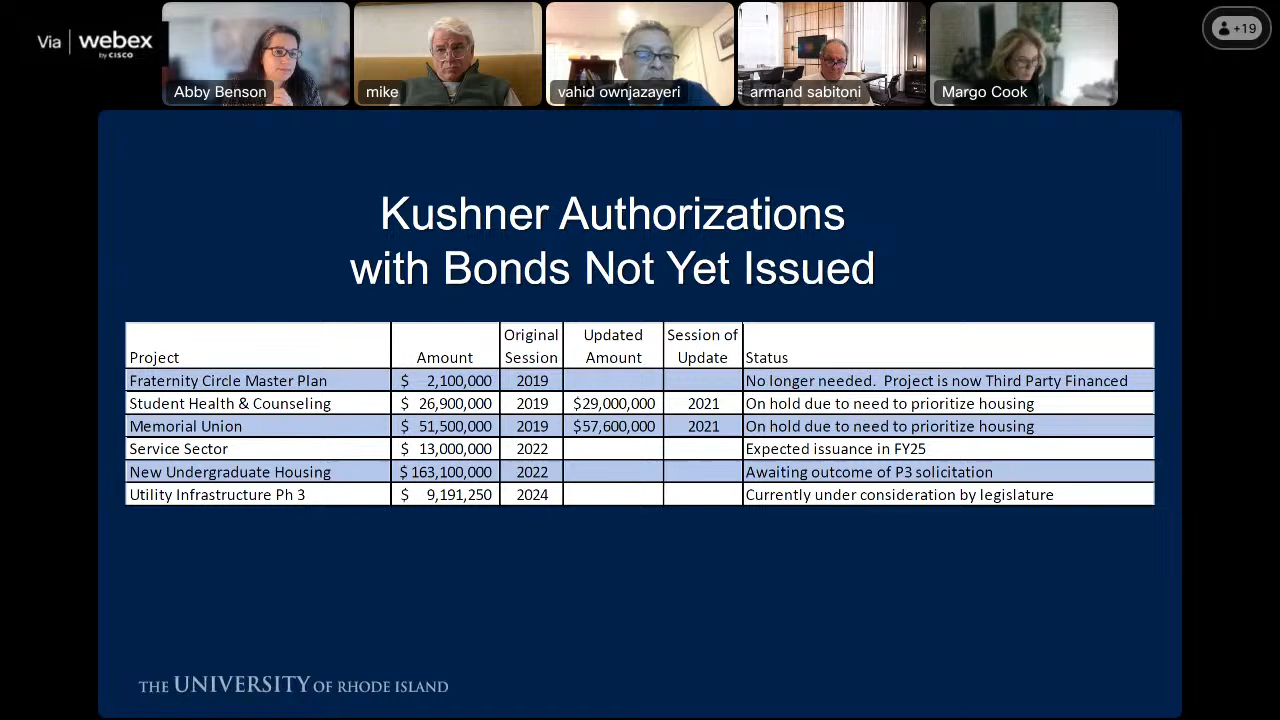 Via webex
by CISCO
Abby Benson
mike
vahid ownjazayeri
armand sabitoni
Margo Cook
+19
Kushner Authorizations
with Bonds Not Yet Issued
Project Amount Original Session Updated Amount Session of Update Status
Fraternity Circle Master Plan $ 2,100,000 2019 No longer needed. Project is now Third Party Financed
Student Health & Counseling $ 26,900,000 2019 $29,000,000 2021 On hold due to need to prioritize housing
Memorial Union $ 51,500,000 2019 $57,600,000 2021 On hold due to need to prioritize housing
Service Sector $ 13,000,000 2022 Expected issuance in FY25
New Undergraduate Housing $ 163,100,000 2022 Awaiting outcome of P3 solicitation
Utility Infrastructure Ph 3 $ 9,191,250 2024 Currently under consideration by legislature
THE UNIVERSITY OF RHODE ISLAND